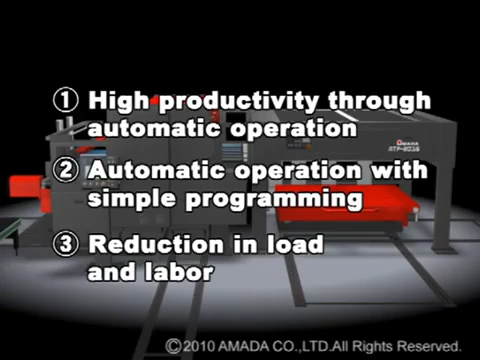 ① High productivity through
automatic operation
AMADA
② Automatic operation with
simple programming
③ Reduction in load
and labor
©2010 AMADA CO.,LTD.All Rights Reserved.